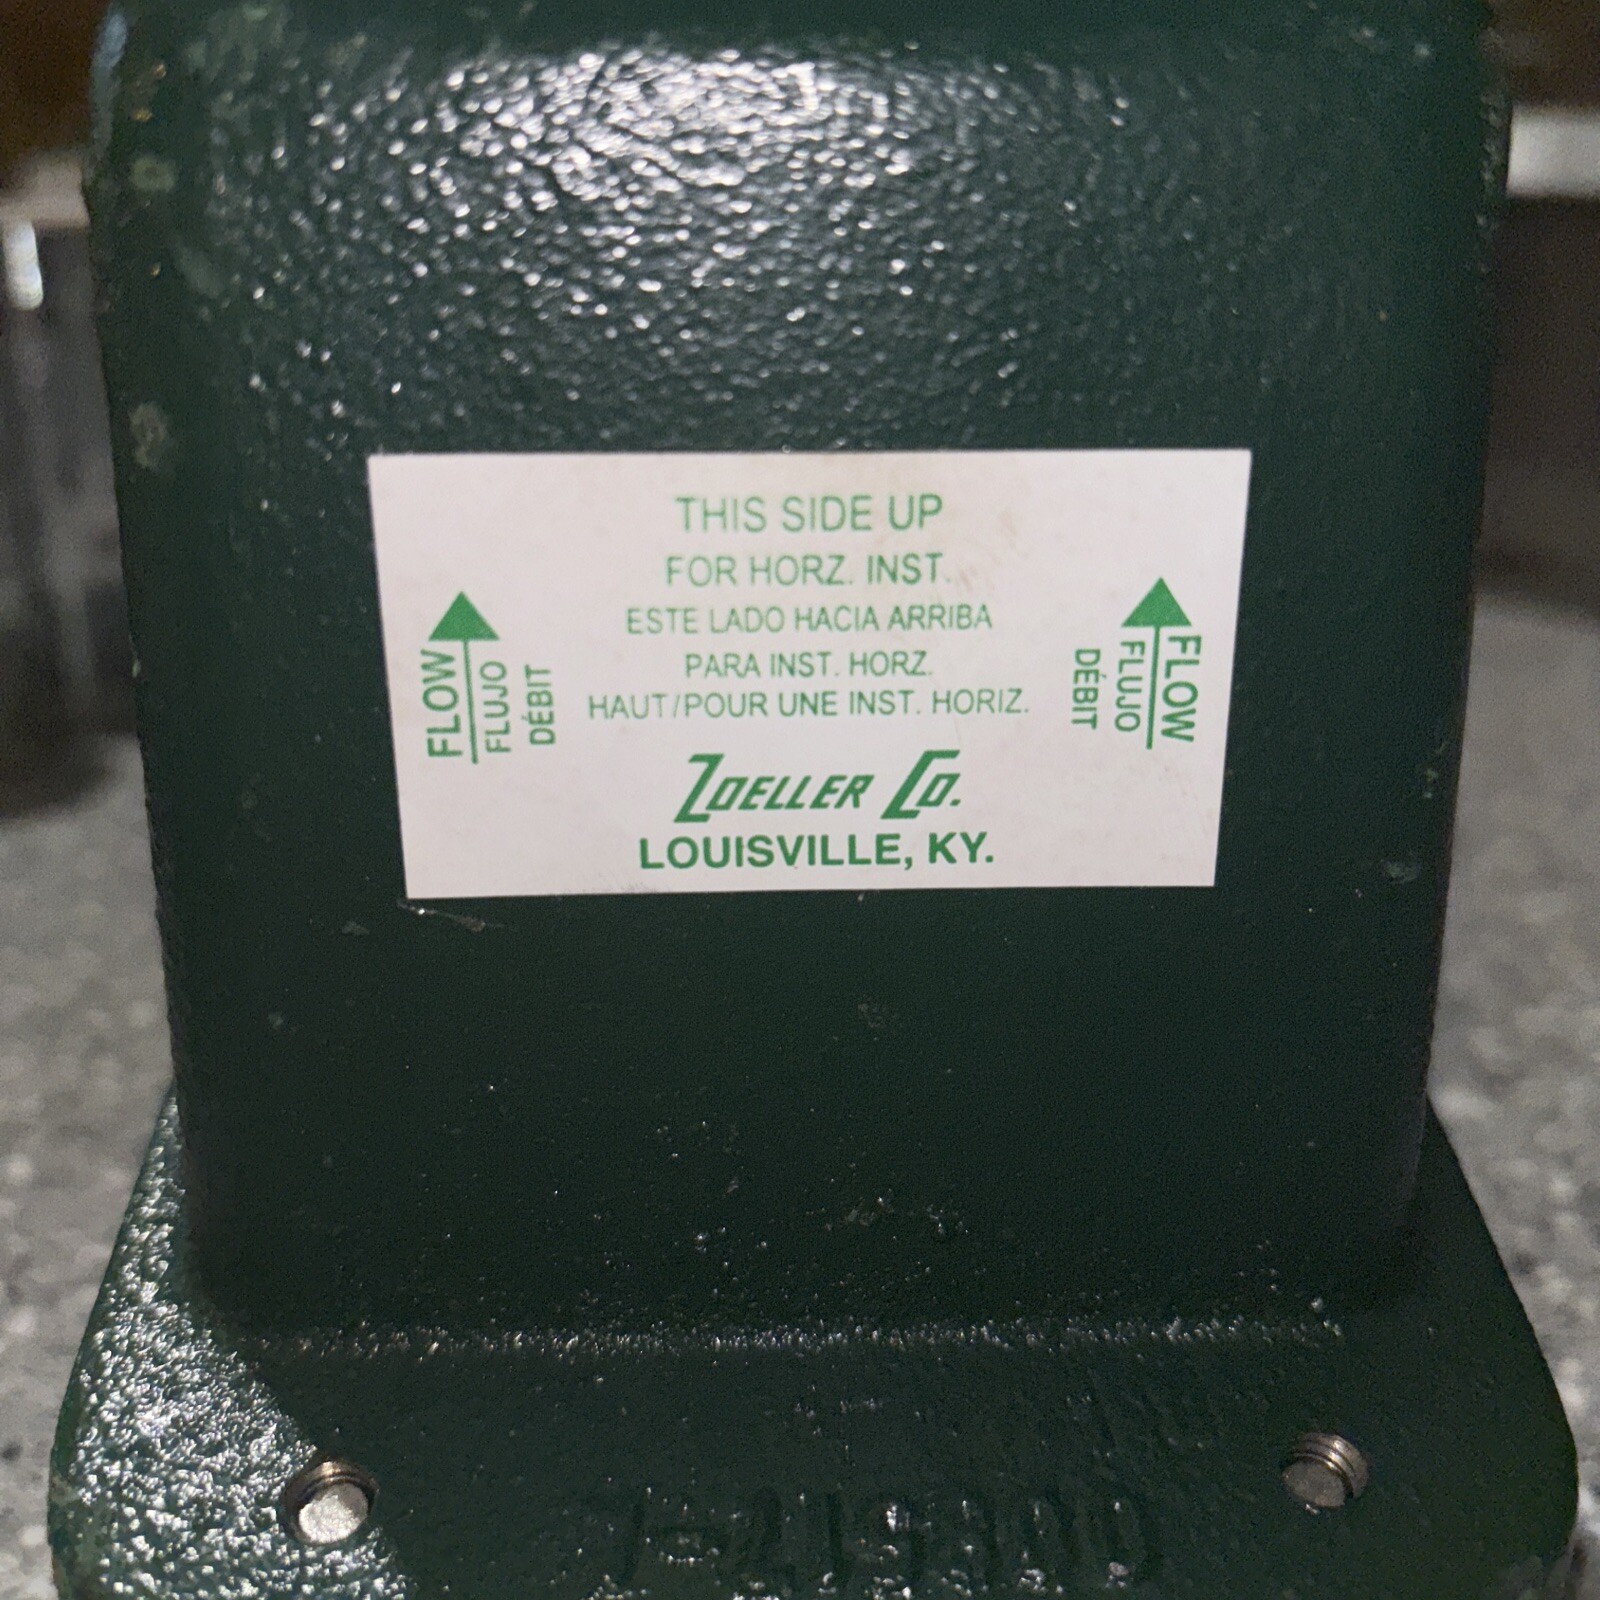 THIS SIDE UP
FOR HORZ. INST.
ESTE LADO HACIA ARRIBA
PARA INST. HORZ.
HAUT/POUR UNE INST. HORIZ.
FLOW
FLUJO
DÉBIT
FLOW
FLUJO
DÉBIT
ZOELLER CO.
LOUISVILLE, KY.